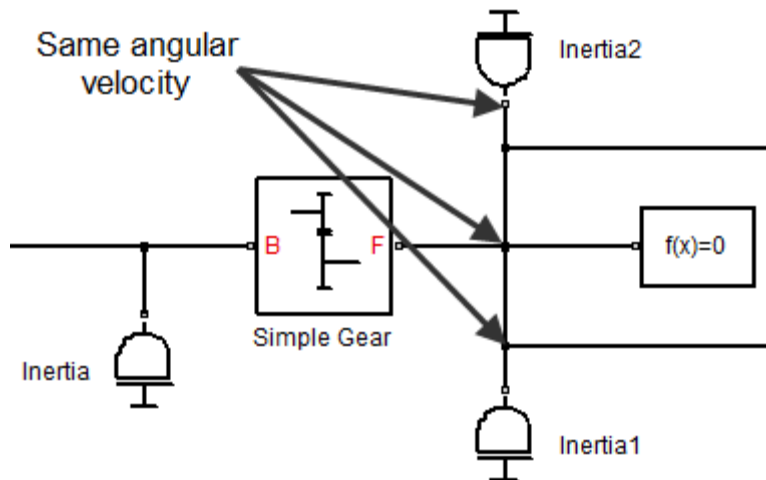 Same angular
velocity
Inertia2
B
F
f(x)=0
Simple Gear
Inertia
Inertia1